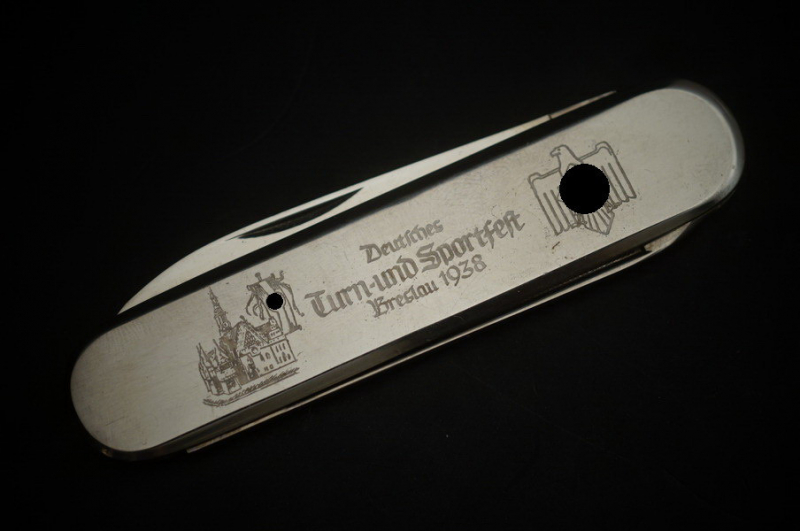 Deutsches
Turn-und Sportfest
Breslau 1938